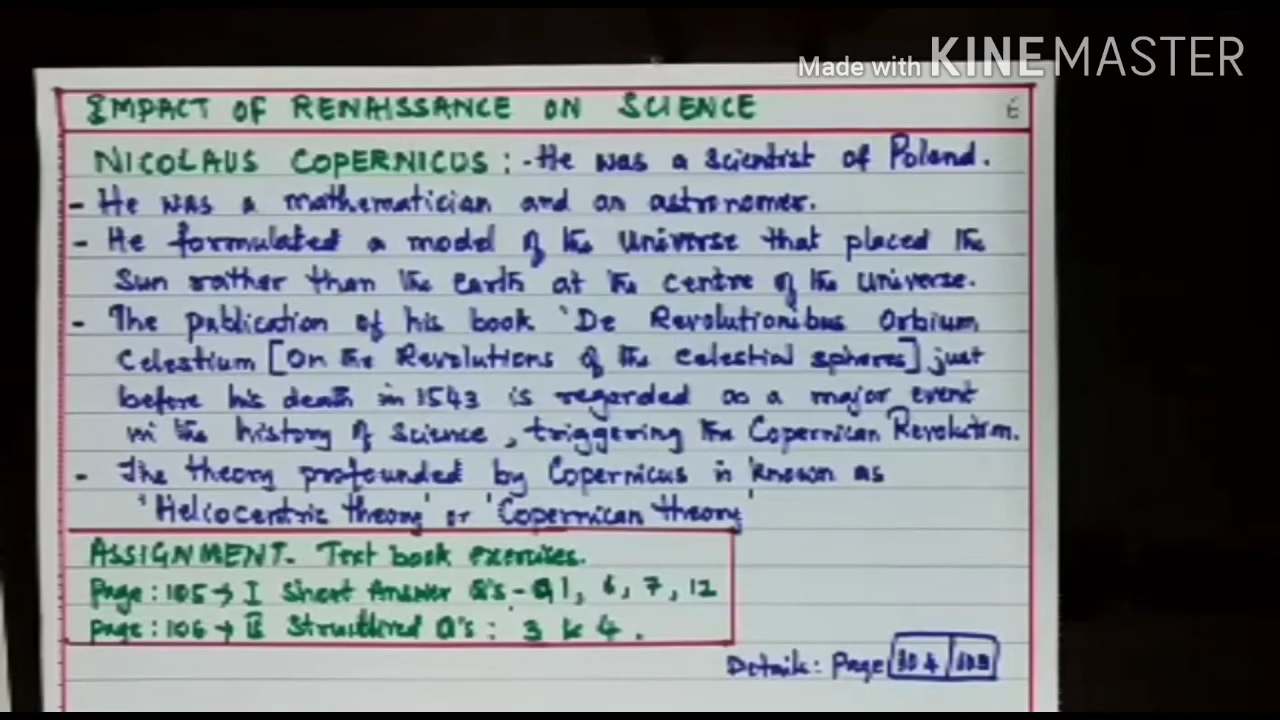 Made with KINEMASTER
IMPACT OF RENAISSANCE ON SCIENCE 6
NICOLAUS COPERNICUS : - He was a scientist of Poland.
- He was a mathematician and an astronomer.
- He formulated a model of the Universe that placed the
Sun rather than the earth at the centre of the universe.
- The publication of his book 'De Revolutionibus Orbium
Celestium [On the Revolutions of the celestial spheres] just
before his death in 1543 is regarded as a major event
in the history of science, triggering the Copernican Revolution.
- The theory profounded by Copernicus is known as
'Heliocentric theory' or 'Copernican theory'
ASSIGNMENT- Text book exercises.
Page : 105 → I Short Answer Q's - Q1, 6, 7, 12
Page : 106 → II Structured Q's : 3 & 4.
Details : Page 104